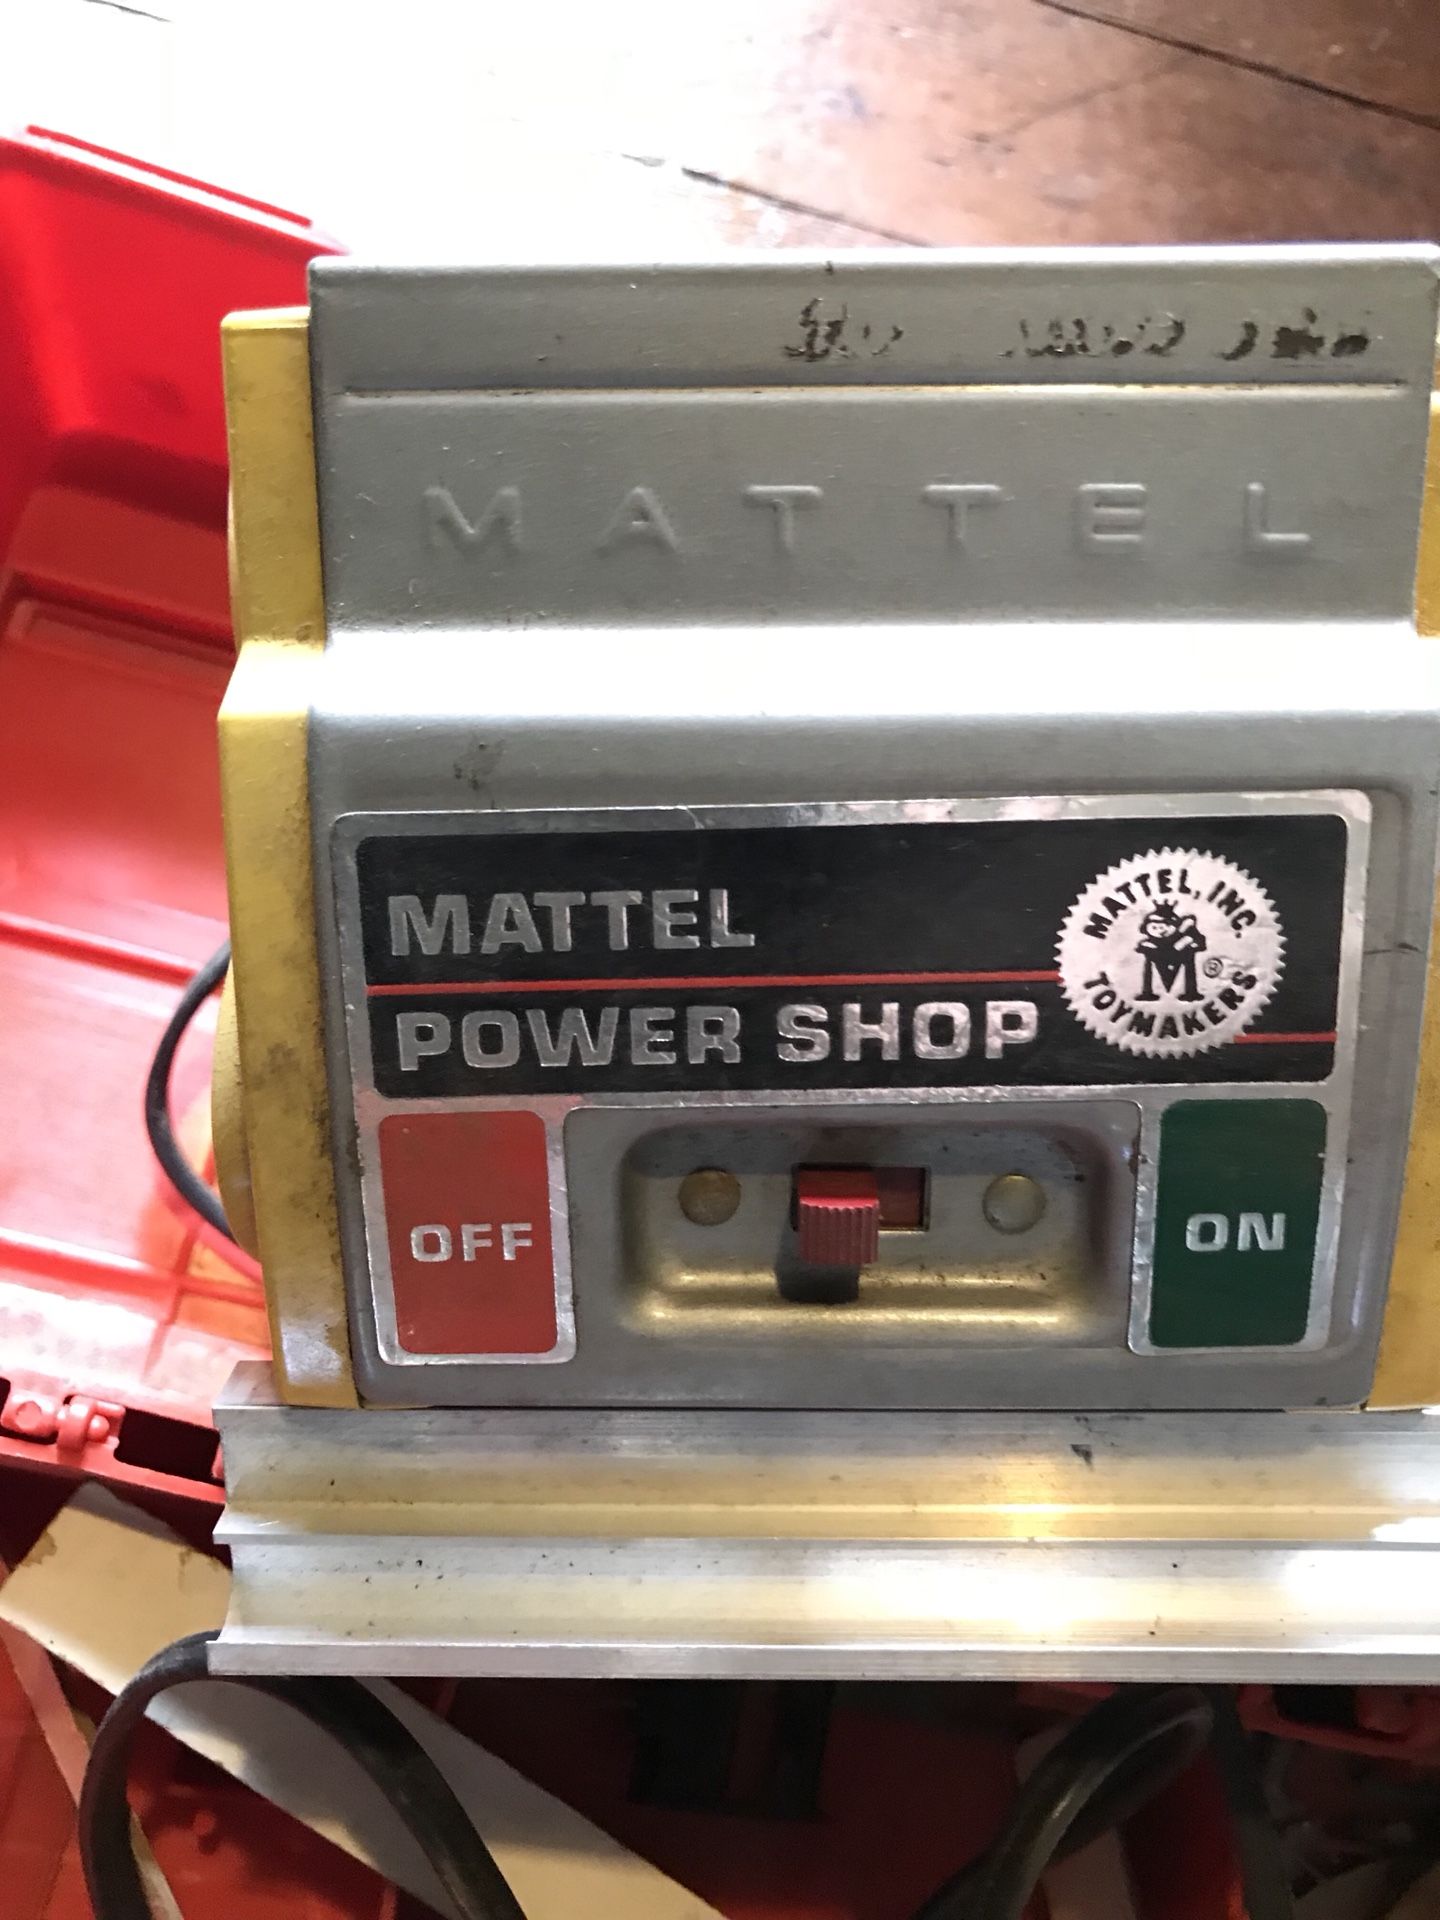 MATTEL
MATTEL
POWER SHOP
MATTEL, INC.
M ®
TOYMAKERS
OFF
ON